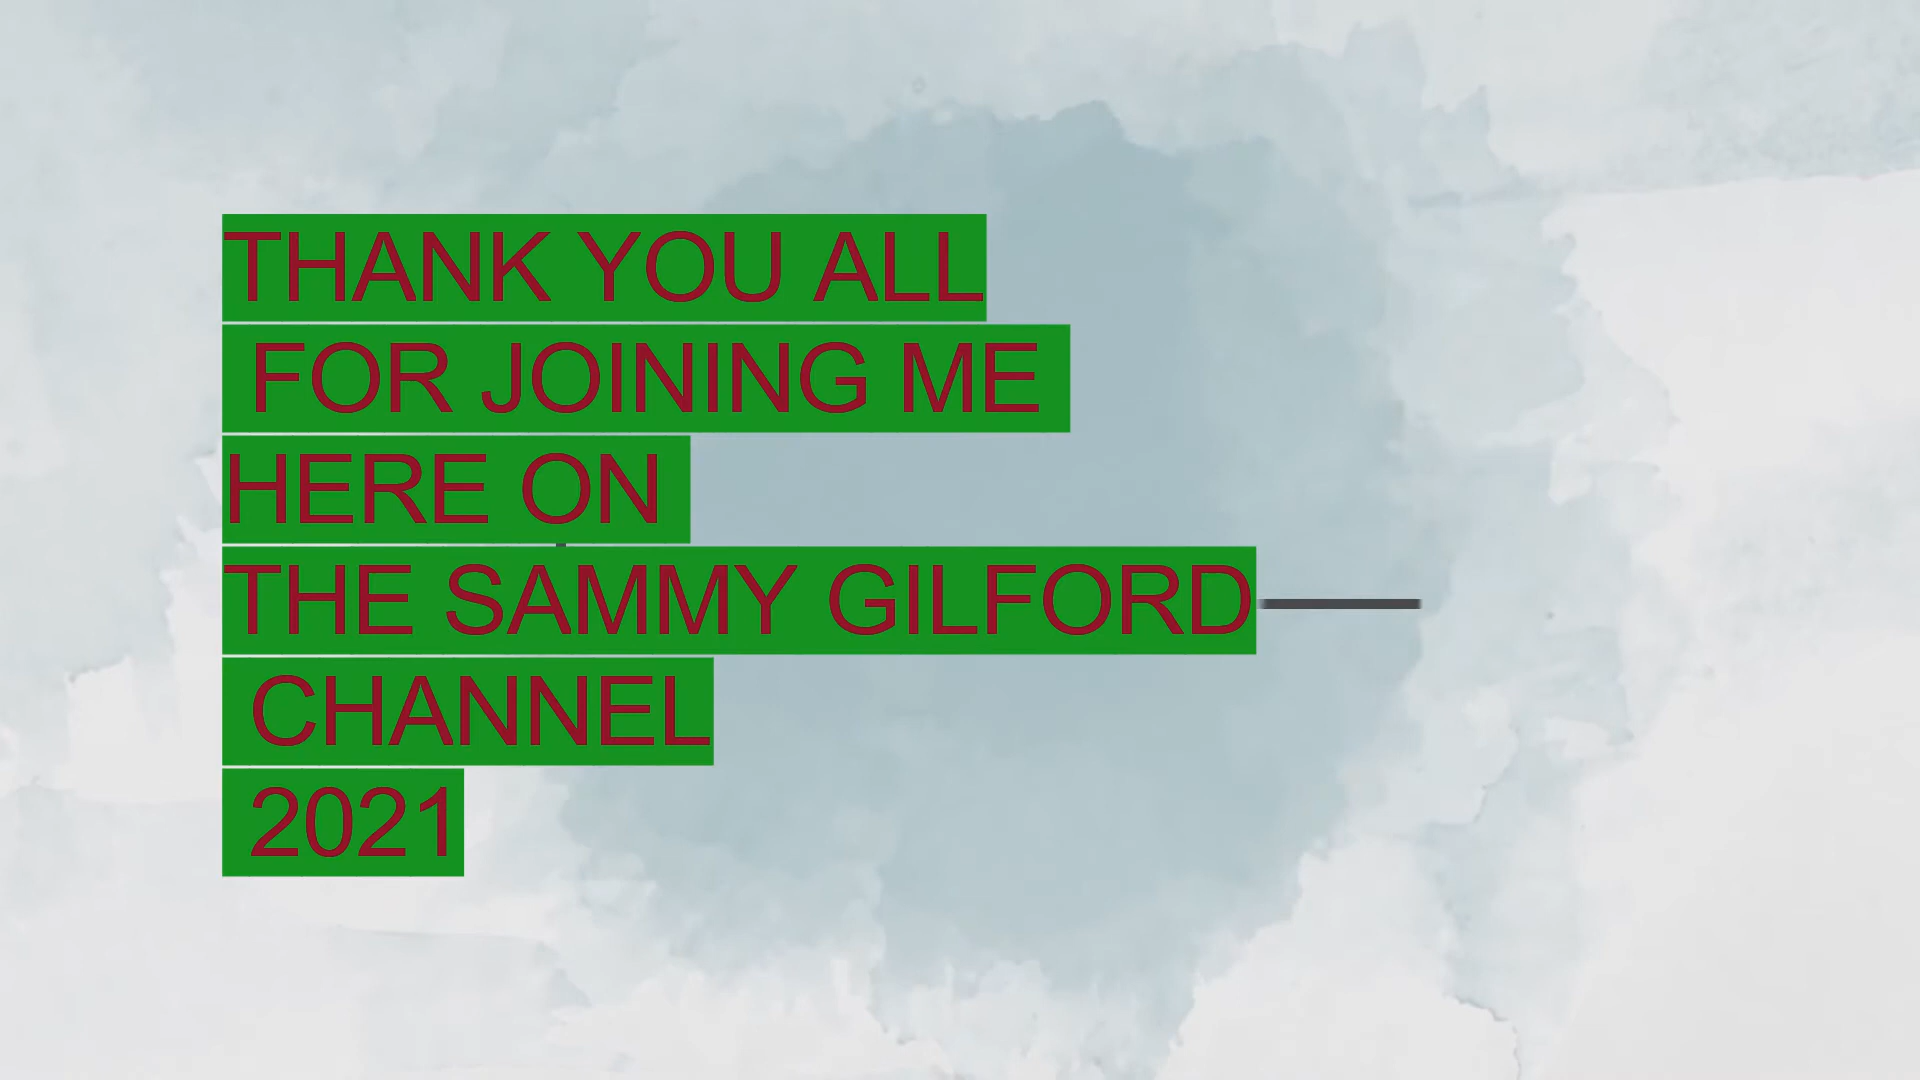 THANK YOU ALL
FOR JOINING ME
HERE ON
THE SAMMY GILFORD
CHANNEL
2021